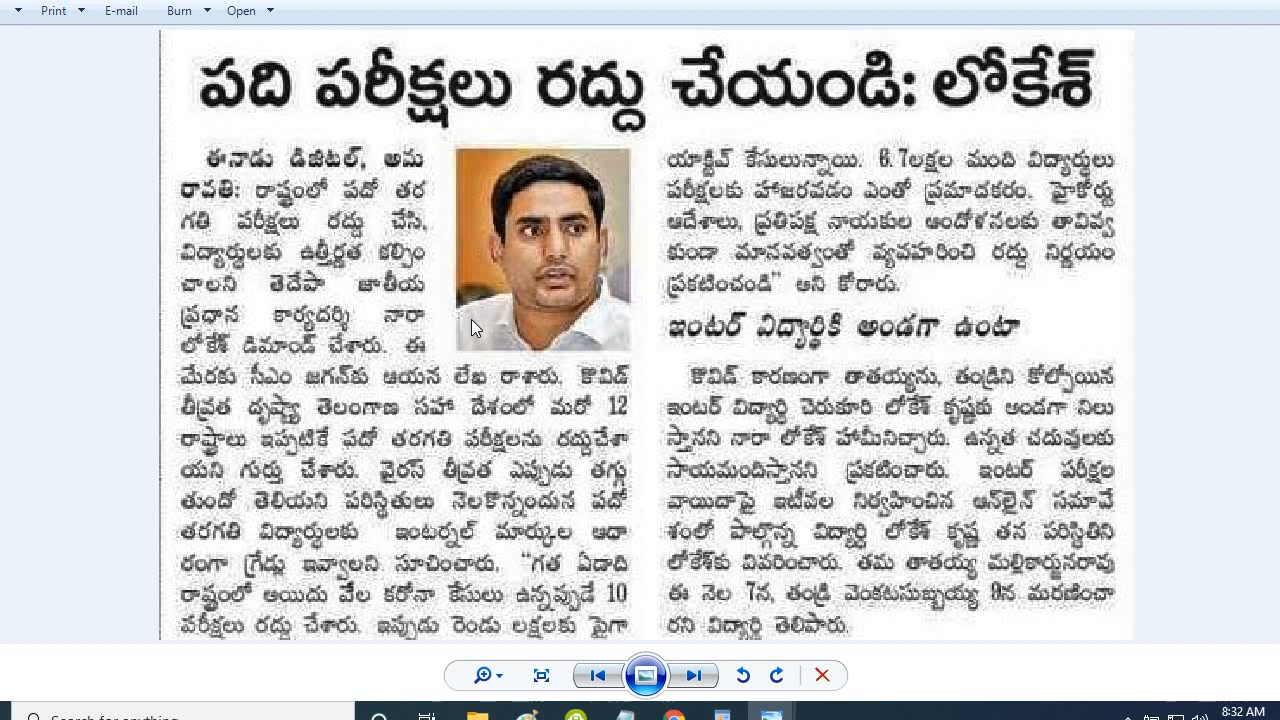 Print E-mail Burn Open
పది పరీక్షలు రద్దు చేయండి: లోకేశ్
ఈనాడు డిజిటల్, అమ
రావతి: రాష్ట్రంలో పదో తర
గతి పరీక్షలు రద్దు చేసి,
విద్యార్థులకు ఉత్తీర్ణత కల్పిం
చాలని తెదేపా జాతీయ
ప్రధాన కార్యదర్శి నారా
లోకేశ్ డిమాండ్ చేశారు. ఈ
మేరకు సీఎం జగన్‌కు ఆయన లేఖ రాశారు. కొవిడ్
తీవ్రత దృష్ట్యా తెలంగాణ సహా దేశంలో మరో 12
రాష్ట్రాలు ఇప్పటికే పదో తరగతి పరీక్షలను రద్దుచేశా
యని గుర్తు చేశారు. వైరస్ తీవ్రత ఎప్పుడు తగ్గు
తుందో తెలియని పరిస్థితులు నెలకొన్నందున పదో
తరగతి విద్యార్థులకు ఇంటర్నల్ మార్కుల ఆధా
రంగా గ్రేడ్లు ఇవ్వాలని సూచించారు. “గత ఏడాది
రాష్ట్రంలో అయిదు వేల కరోనా కేసులు ఉన్నప్పుడే 10
పరీక్షలు రద్దు చేశారు. ఇప్పుడు రెండు లక్షలకు పైగా
యాక్టివ్ కేసులున్నాయి. 6.7లక్షల మంది విద్యార్థులు
పరీక్షలకు హాజరవడం ఎంతో ప్రమాదకరం. హైకోర్టు
ఆదేశాలు, ప్రతిపక్ష నాయకుల ఆందోళనలకు తావివ్వ
కుండా మానవత్వంతో వ్యవహరించి రద్దు నిర్ణయం
ప్రకటించండి” అని కోరారు.
ఇంటర్ విద్యార్థికి అండగా ఉంటా
కొవిడ్ కారణంగా తాతయ్యను, తండ్రిని కోల్పోయిన
ఇంటర్ విద్యార్థి చెరుకూరి లోకేశ్ కృష్ణకు అండగా నిలు
స్తానని నారా లోకేశ్ హామీనిచ్చారు. ఉన్నత చదువులకు
సాయమందిస్తానని ప్రకటించారు. ఇంటర్ పరీక్షల
వాయిదాపై ఇటీవల నిర్వహించిన ఆన్‌లైన్ సమావే
శంలో పాల్గొన్న విద్యార్థి లోకేశ్ కృష్ణ తన పరిస్థితిని
లోకేశ్‌కు వివరించారు. తమ తాతయ్య మల్లికార్జునరావు
ఈ నెల 7న, తండ్రి వెంకటసుబ్బయ్య 9న మరణించా
రని విద్యార్థి తెలిపారు.
Search for anything
8:32 AM